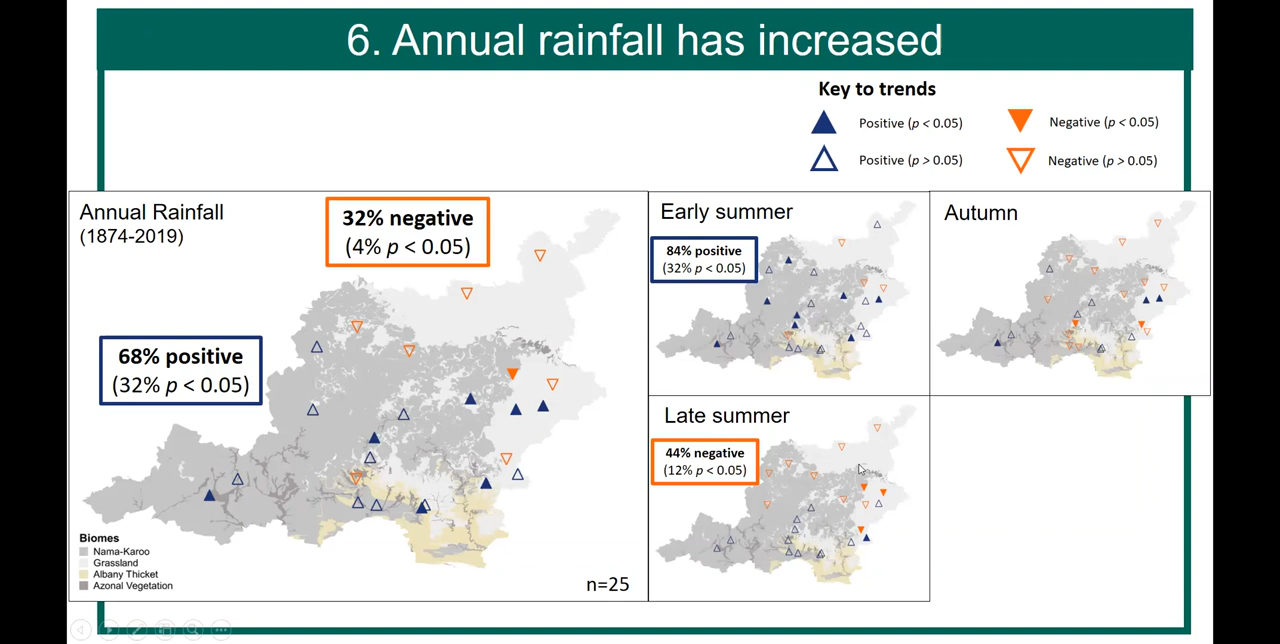 6. Annual rainfall has increased
Key to trends
Positive (p < 0.05)
Negative (p < 0.05)
Positive (p > 0.05)
Negative (p > 0.05)
Annual Rainfall
(1874-2019)
32% negative
(4% p < 0.05)
68% positive
(32% p < 0.05)
Biomes
Nama-Karoo
Grassland
Albany Thicket
Azonal Vegetation
n=25
Early summer
84% positive
(32% p < 0.05)
Autumn
Late summer
44% negative
(12% p < 0.05)